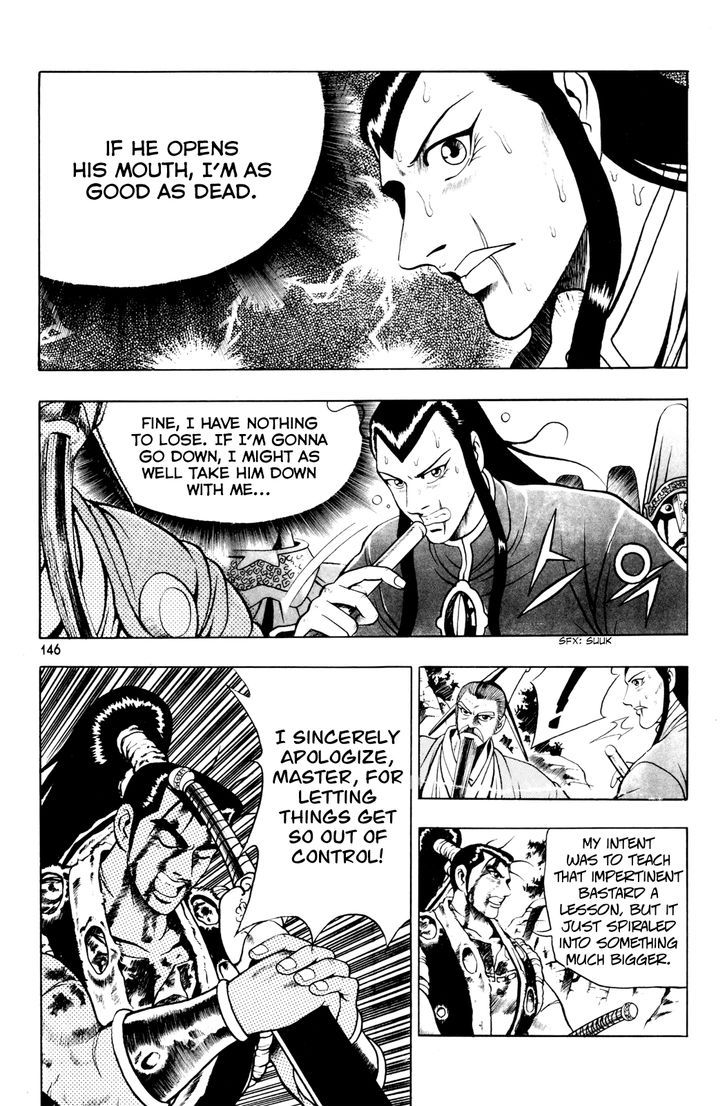 IF HE OPENS
HIS MOUTH, I'M AS
GOOD AS DEAD.
FINE, I HAVE NOTHING
TO LOSE. IF I'M GONNA
GO DOWN, I MIGHT AS
WELL TAKE HIM DOWN
WITH ME...
스윽
SFX: SUUK
146
I SINCERELY
APOLOGIZE,
MASTER, FOR
LETTING
THINGS GET
SO OUT OF
CONTROL!
MY INTENT
WAS TO TEACH
THAT IMPERTINENT
BASTARD A
LESSON, BUT IT
JUST SPIRALED
INTO SOMETHING
MUCH BIGGER.